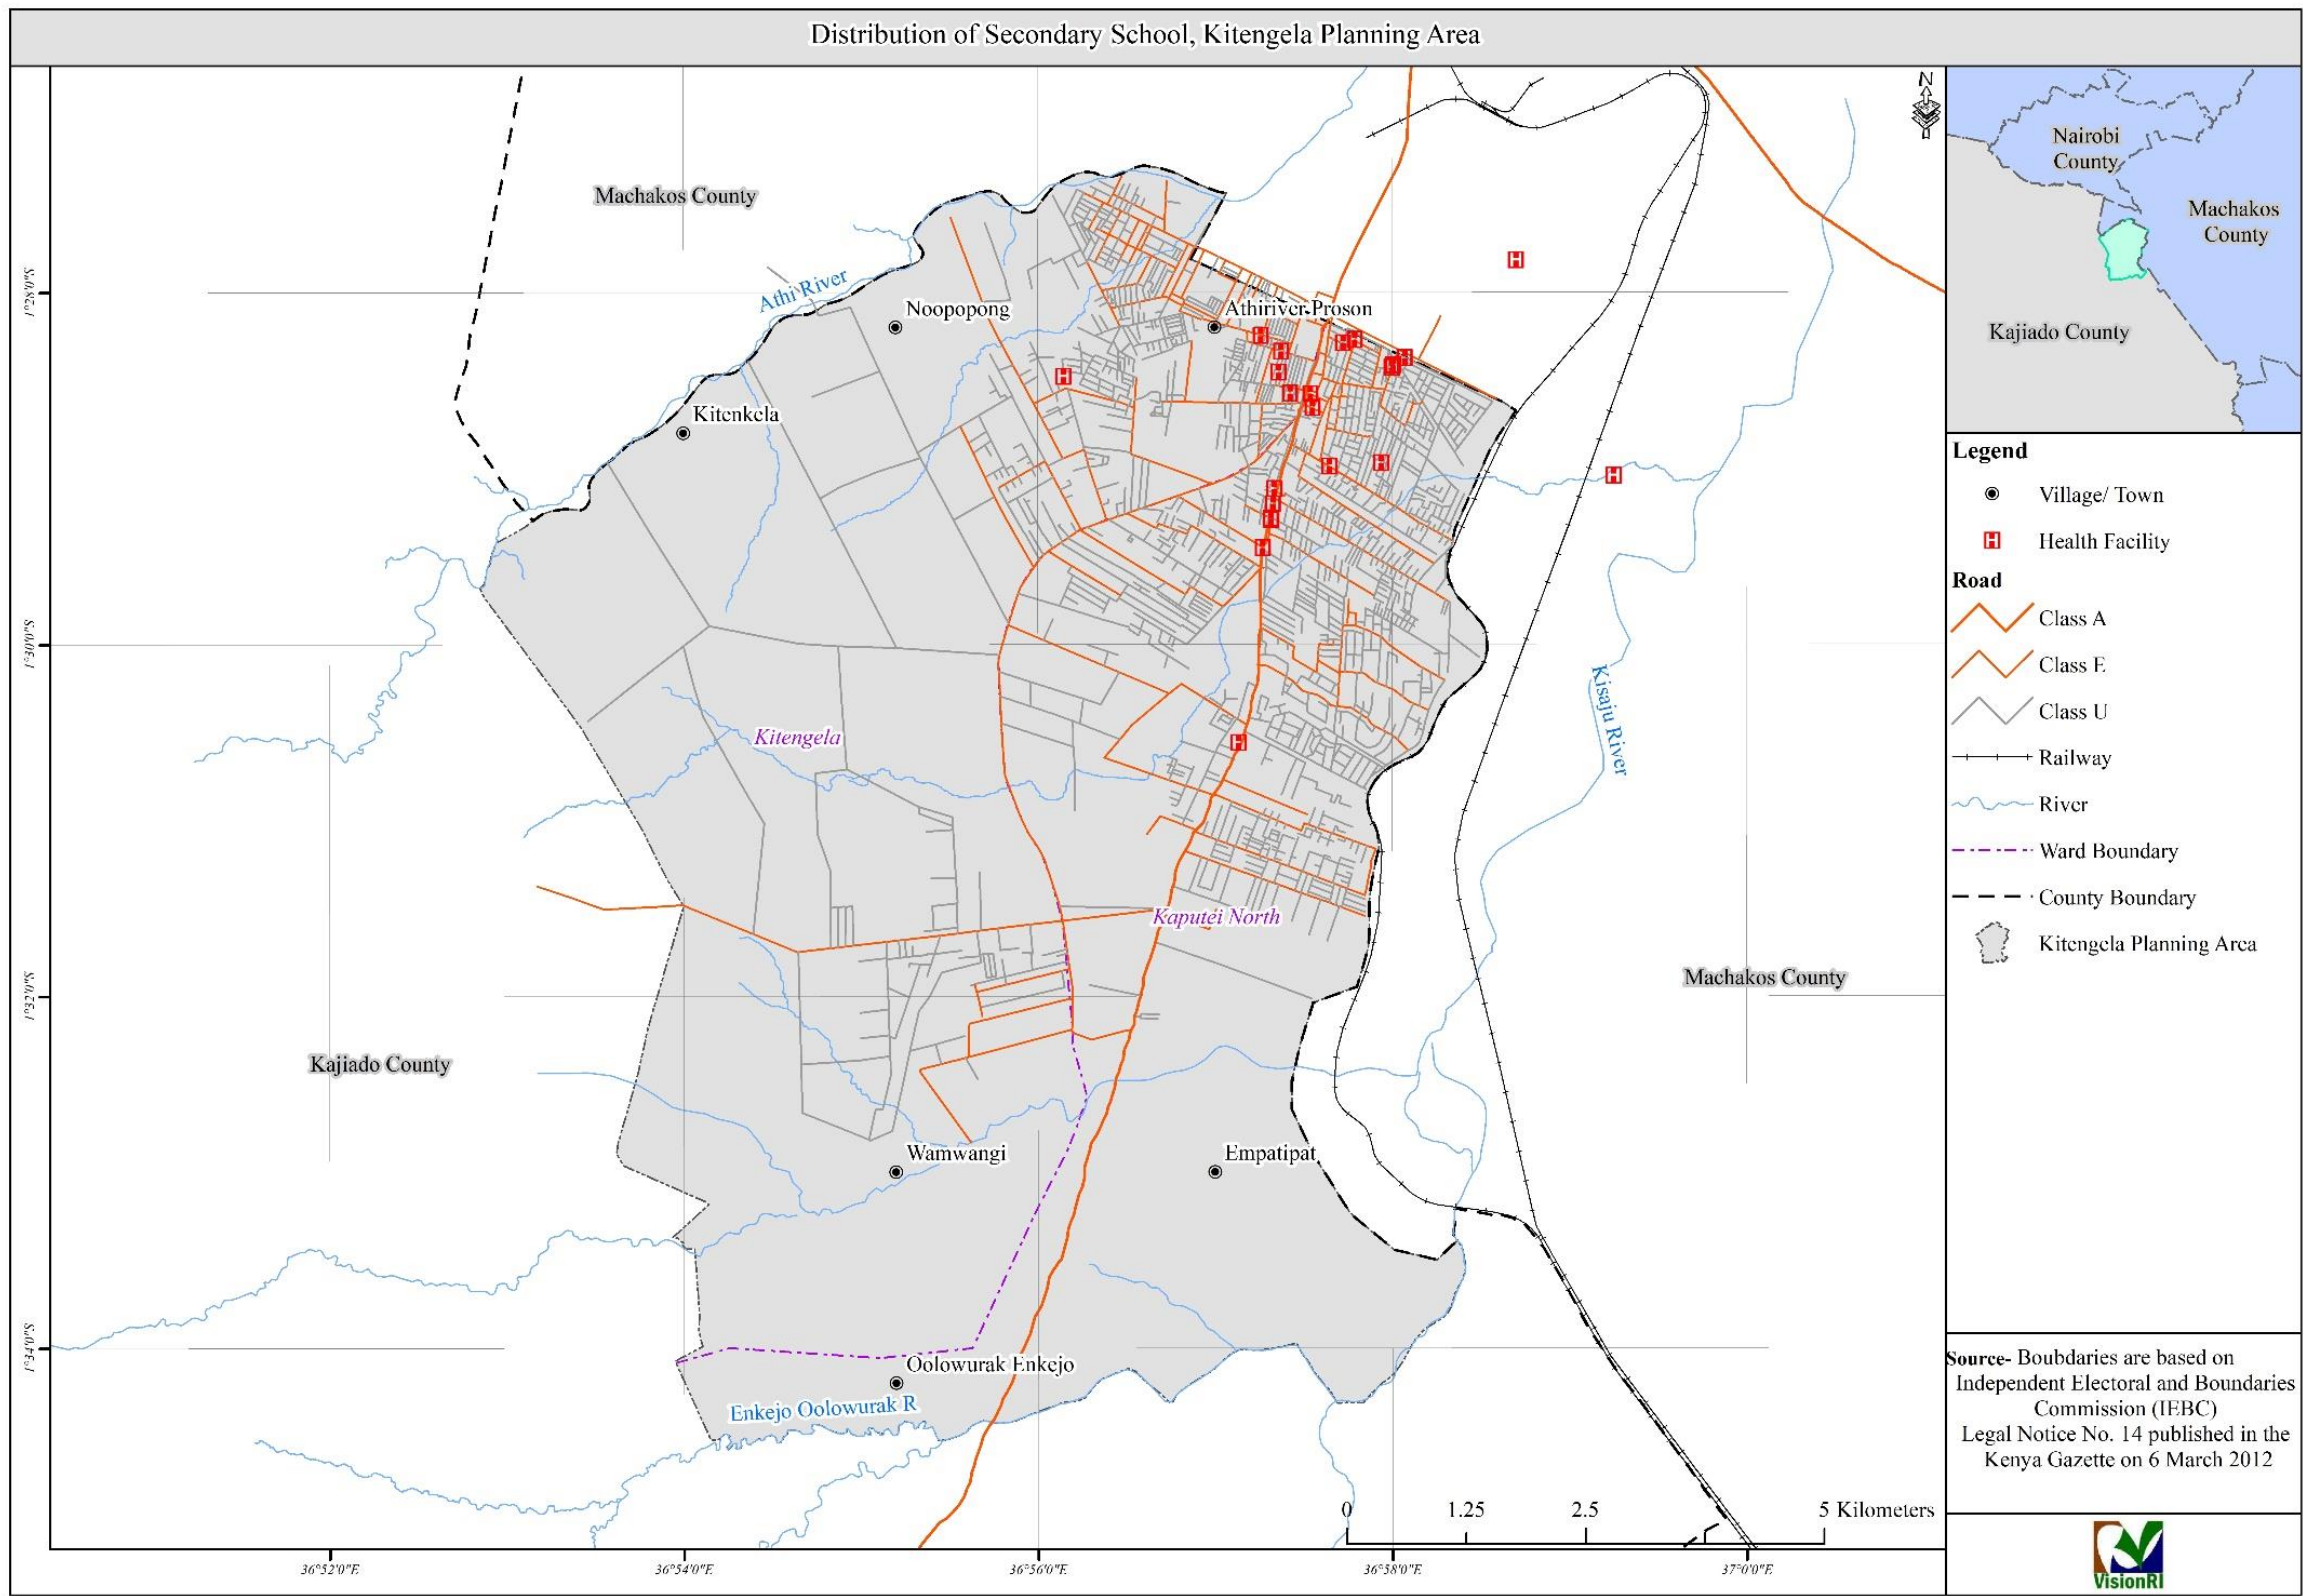 Distribution of Secondary School, Kitengela Planning Area
N
Machakos County
Athi River
Noopopong
Athiriver-Proson
Kitenkela
Kitengela
Kisaju River
Kaputei North
Machakos County
Kajiado County
Wamwangi
Empatipat
Oolowurak Enkejo
Enkejo Oolowurak R
0 1.25 2.5 5 Kilometers
1°28'0"S
1°30'0"S
1°32'0"S
1°34'0"S
36°52'0"E
36°54'0"E
36°56'0"E
36°58'0"E
37°0'0"E
Nairobi
County
Machakos
County
Kajiado County
Legend
Village/ Town
H Health Facility
Road
Class A
Class E
Class U
Railway
River
Ward Boundary
County Boundary
Kitengela Planning Area
Source- Boubdaries are based on
Independent Electoral and Boundaries
Commission (IEBC)
Legal Notice No. 14 published in the
Kenya Gazette on 6 March 2012
VisionRI